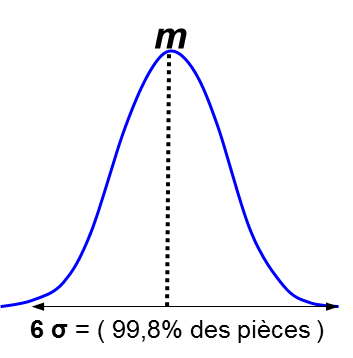 m
6 σ = ( 99,8% des pièces )